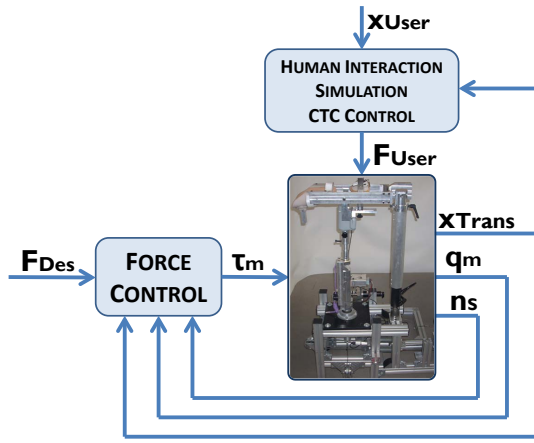 xUser
HUMAN INTERACTION
SIMULATION
CTC CONTROL
FUser
xTrans
FDes
FORCE
CONTROL
τm
qm
ns